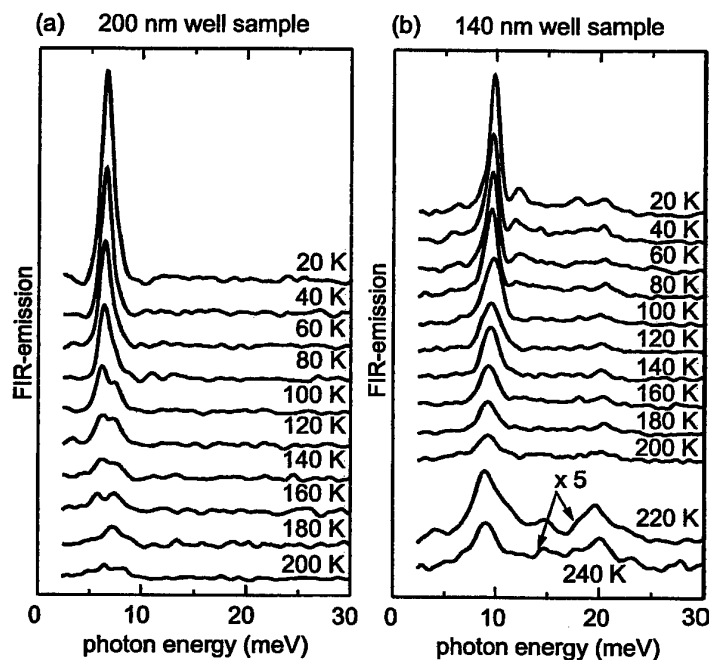 (a) 200 nm well sample
FIR-emission
20 K
40 K
60 K
80 K
100 K
120 K
140 K
160 K
180 K
200 K
0 10 20 30
photon energy (meV)
(b) 140 nm well sample
FIR-emission
20 K
40 K
60 K
80 K
100 K
120 K
140 K
160 K
180 K
200 K
x 5
220 K
240 K
0 10 20 30
photon energy (meV)